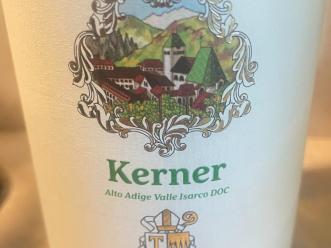 Kerner
Alto Adige Valle Isarco DOC
T